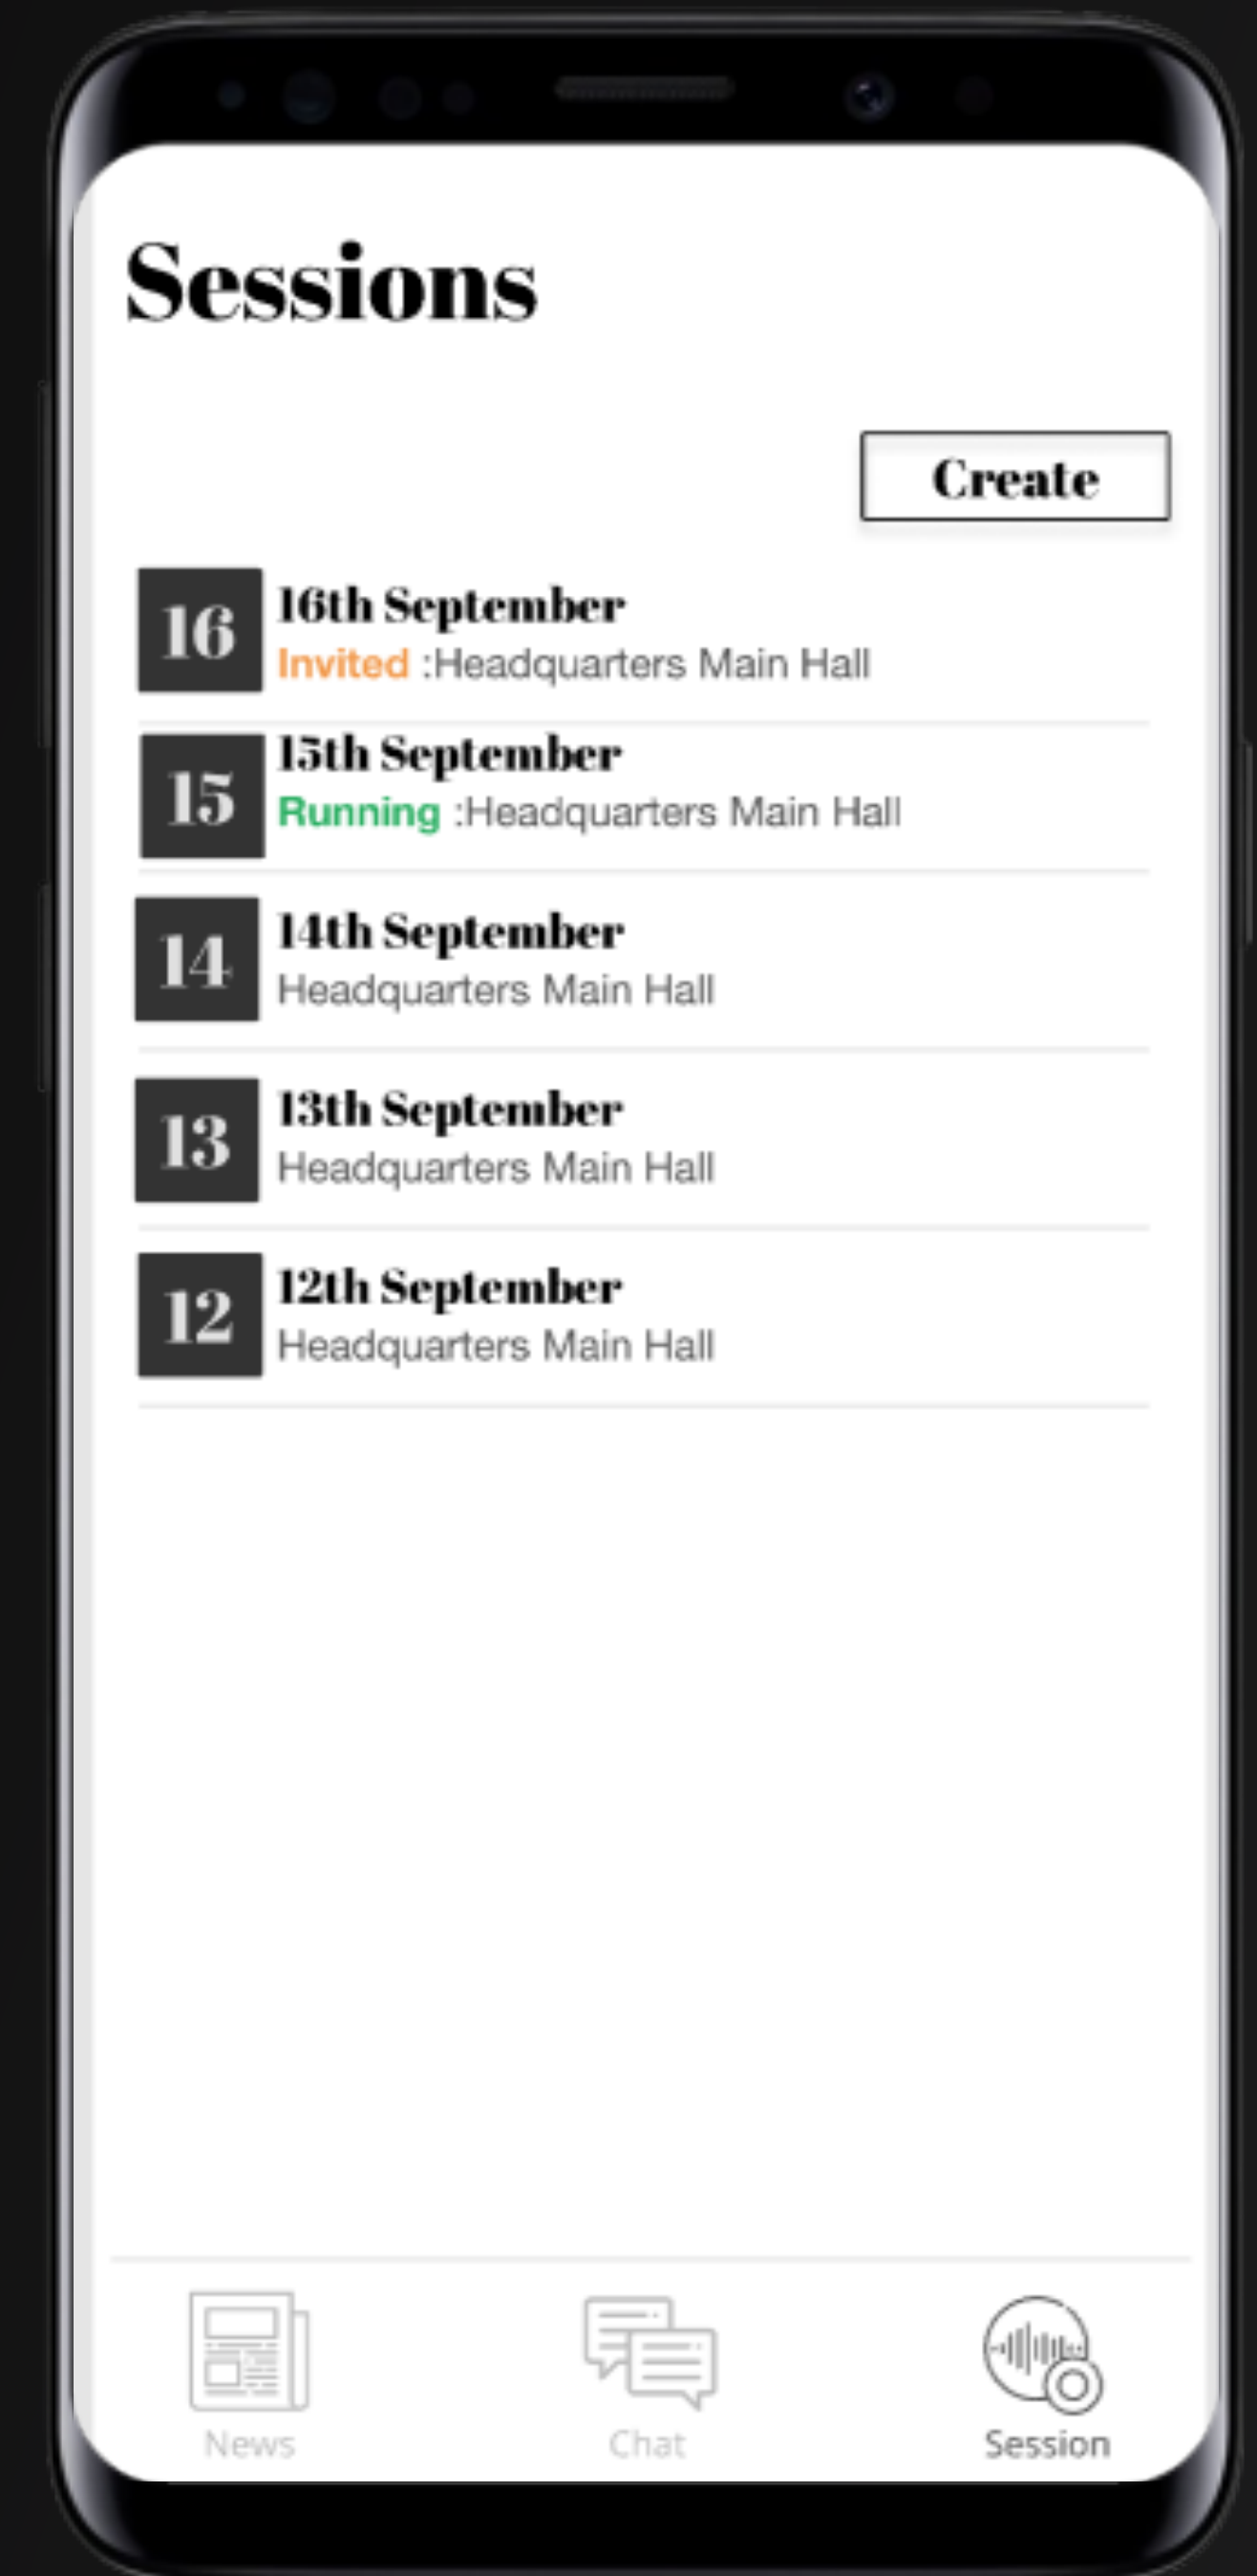 Sessions
Create
16
16th September
Invited :Headquarters Main Hall
15
15th September
Running :Headquarters Main Hall
14
14th September
Headquarters Main Hall
13
13th September
Headquarters Main Hall
12
12th September
Headquarters Main Hall
News
Chat
Session